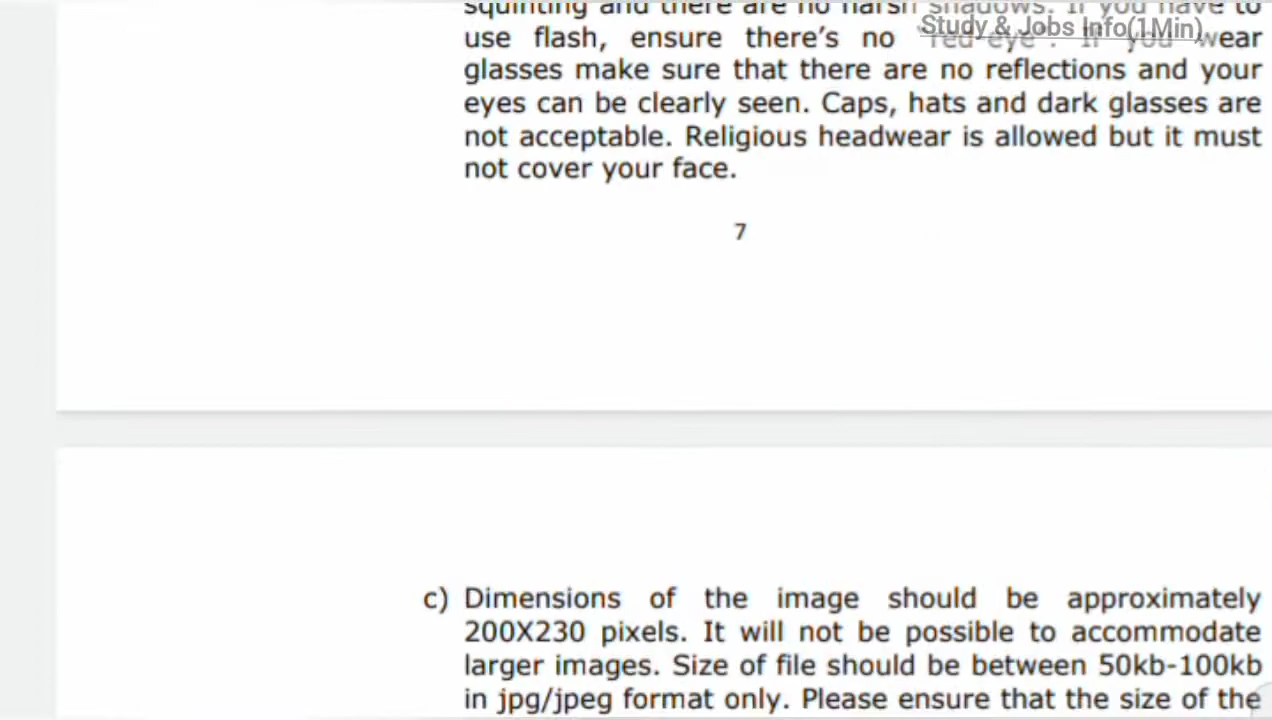 squinting and there are no harsh shadows. If you have to
Study & Jobs Info(1Min)
use flash, ensure there's no "red-eye". If you wear
glasses make sure that there are no reflections and your
eyes can be clearly seen. Caps, hats and dark glasses are
not acceptable. Religious headwear is allowed but it must
not cover your face.
7
c) Dimensions of the image should be approximately
200X230 pixels. It will not be possible to accommodate
larger images. Size of file should be between 50kb-100kb
in jpg/jpeg format only. Please ensure that the size of the